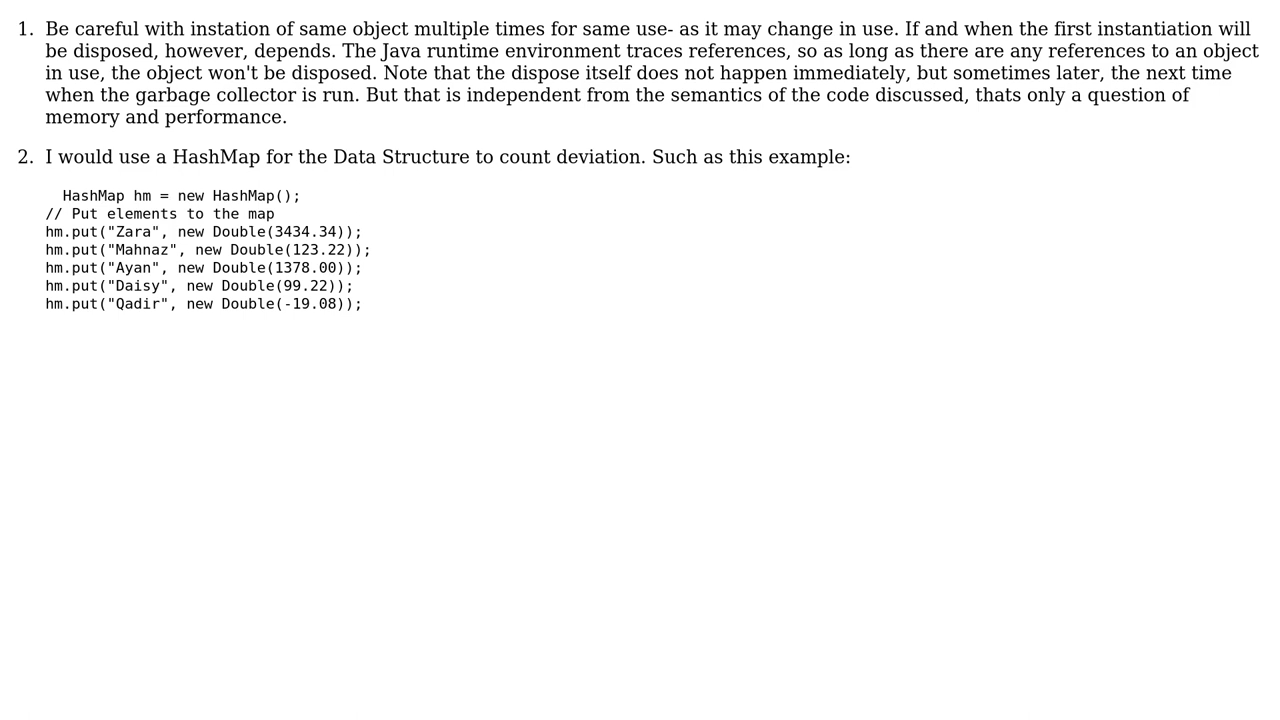 1. Be careful with instation of same object multiple times for same use- as it may change in use. If and when the first instantiation will
be disposed, however, depends. The Java runtime environment traces references, so as long as there are any references to an object
in use, the object won't be disposed. Note that the dispose itself does not happen immediately, but sometimes later, the next time
when the garbage collector is run. But that is independent from the semantics of the code discussed, thats only a question of
memory and performance.
2. I would use a HashMap for the Data Structure to count deviation. Such as this example:
HashMap hm = new HashMap();
// Put elements to the map
hm.put("Zara", new Double(3434.34));
hm.put("Mahnaz", new Double(123.22));
hm.put("Ayan", new Double(1378.00));
hm.put("Daisy", new Double(99.22));
hm.put("Qadir", new Double(-19.08));